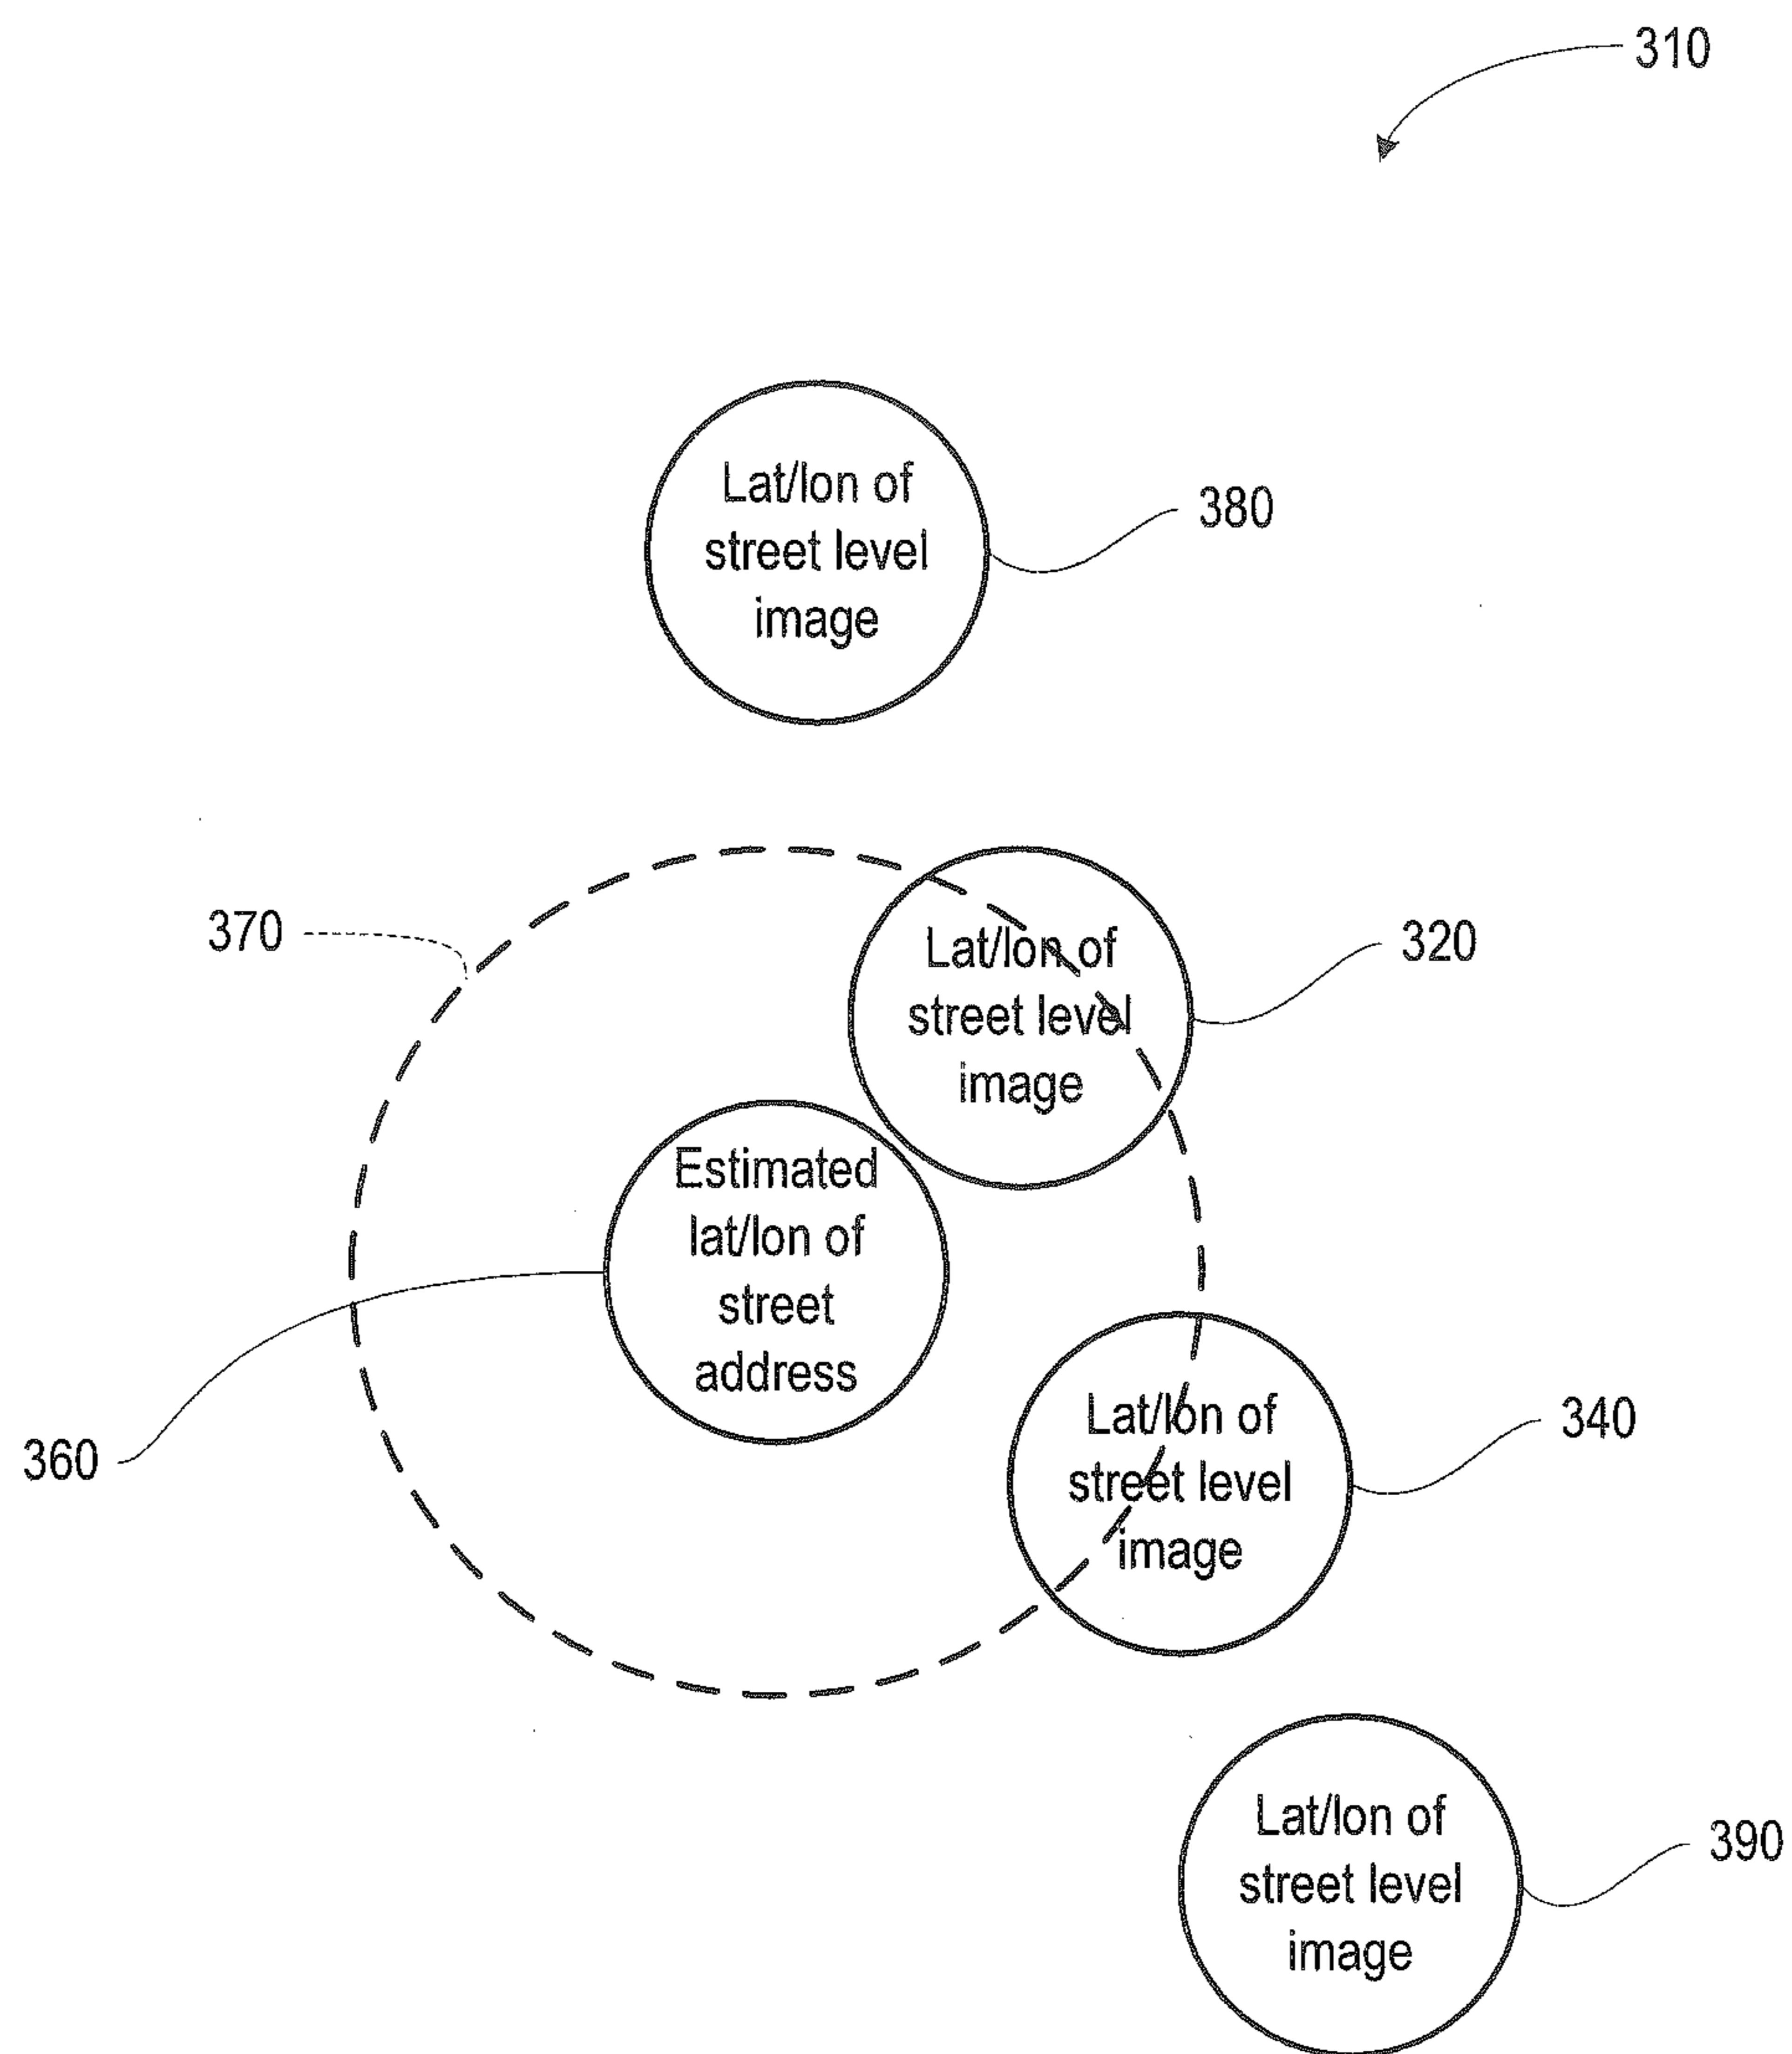 310
Lat/lon of
street level
image
380
370
Lat/lon of
street level
image
320
Estimated
lat/lon of
street
address
360
Lat/lon of
street level
image
340
Lat/lon of
street level
image
390